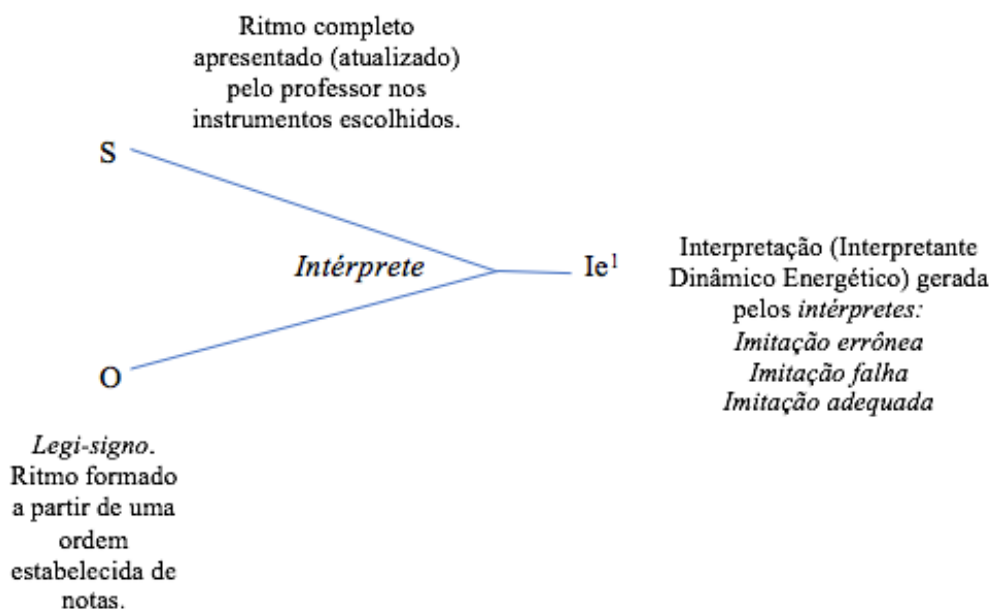 Ritmo completo
apresentado (atualizado)
pelo professor nos
instrumentos escolhidos.
S
Intérprete
Ie¹
Interpretação (Interpretante
Dinâmico Energético) gerada
pelos intérpretes:
Imitação errônea
Imitação falha
Imitação adequada
O
Legi-signo.
Ritmo formado
a partir de uma
ordem
estabelecida de
notas.